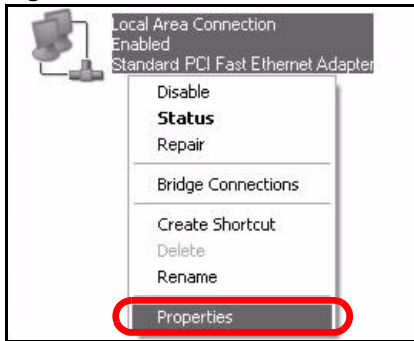 Local Area Connection
Enabled
Standard PCI Fast Ethernet Adapter
Disable
Status
Repair
Bridge Connections
Create Shortcut
Delete
Rename
Properties